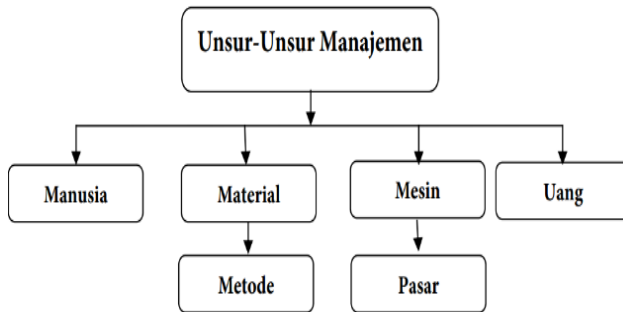 Unsur-Unsur Manajemen
Manusia
Material
Mesin
Uang
Metode
Pasar